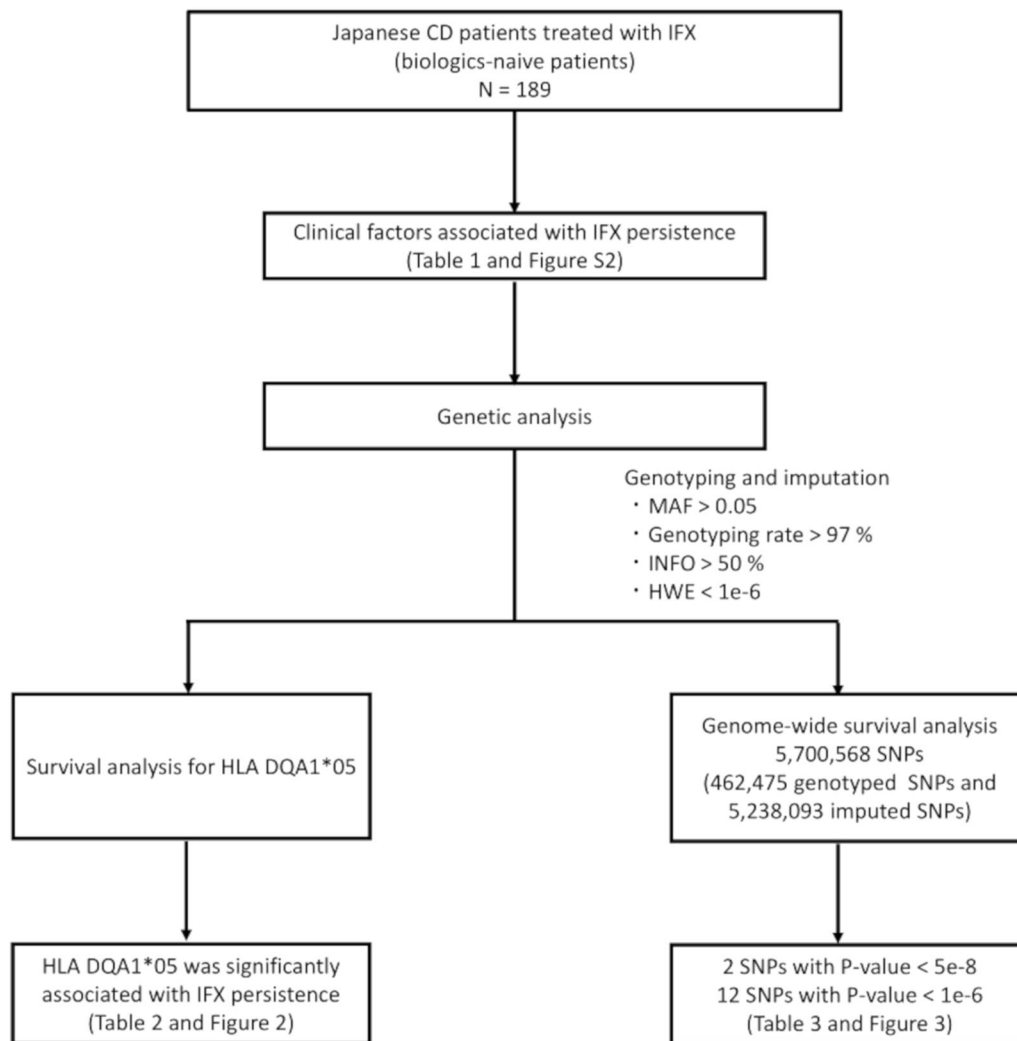 Japanese CD patients treated with IFX
(biologics-naive patients)
N = 189
Clinical factors associated with IFX persistence
(Table 1 and Figure S2)
Genetic analysis
Genotyping and imputation
・MAF > 0.05
・Genotyping rate > 97 %
・INFO > 50 %
・HWE < 1e-6
Survival analysis for HLA DQA1*05
Genome-wide survival analysis
5,700,568 SNPs
(462,475 genotyped SNPs and
5,238,093 imputed SNPs)
HLA DQA1*05 was significantly
associated with IFX persistence
(Table 2 and Figure 2)
2 SNPs with P-value < 5e-8
12 SNPs with P-value < 1e-6
(Table 3 and Figure 3)